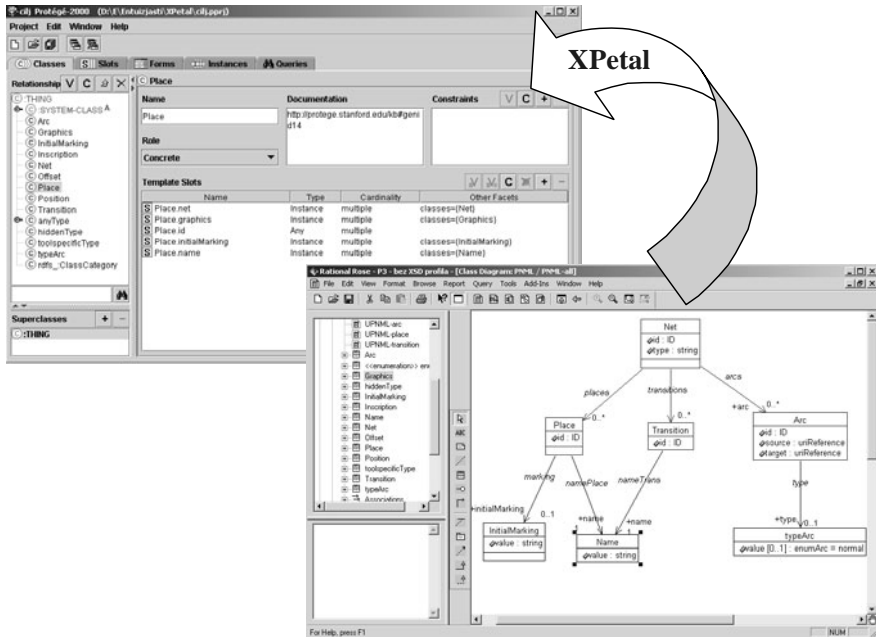 cilj Protégé-2000 (D:\E\Entuizjasti\XPetal\cilj.pprj)
Project Edit Window Help
C Classes S Slots Forms Instances Queries
Relationship V C
C :THING
C :SYSTEM-CLASS A
C Arc
C Graphics
C InitialMarking
C Inscription
C Net
C Offset
C Place
C Position
C Transition
C anyType
C hiddenType
C toolspecificType
C typeArc
C rdfs_:ClassCategory
Superclasses + -
C :THING
C Place
Name
Place
Role
Concrete
Documentation
http://protege.stanford.edu/kb#geni
d14
Constraints V C + -
Template Slots V C + -
Name Type Cardinality Other Facets
S Place.net Instance multiple classes={Net}
S Place.graphics Instance multiple classes={Graphics}
S Place.id Any multiple
S Place.initialMarking Instance multiple classes={InitialMarking}
S Place.name Instance multiple classes={Name}
XPetal
Rational Rose - P3 - bez XSD profila - [Class Diagram: PNML / PNML-all]
File Edit View Format Browse Report Query Tools Add-Ins Window Help
UPNML-arc
UPNML-place
UPNML-transition
Arc
<<enumeration>> en
Graphics
hiddenType
InitialMarking
Inscription
Name
Net
Offset
Place
Position
toolspecificType
Transition
typeArc
Associations
ABC
Net
id : ID
type : string
places
transitions
arcs
0..*
0..*
+arc 0..*
Place
id : ID
Transition
id : ID
Arc
id : ID
source : uriReference
target : uriReference
marking
namePlace
nameTrans
type
+initialMarking 0..1
+name
1
+name
1
+type 0..1
InitialMarking
value : string
Name
value : string
typeArc
value [0..1] : enumArc = normal
For Help, press F1
NUM